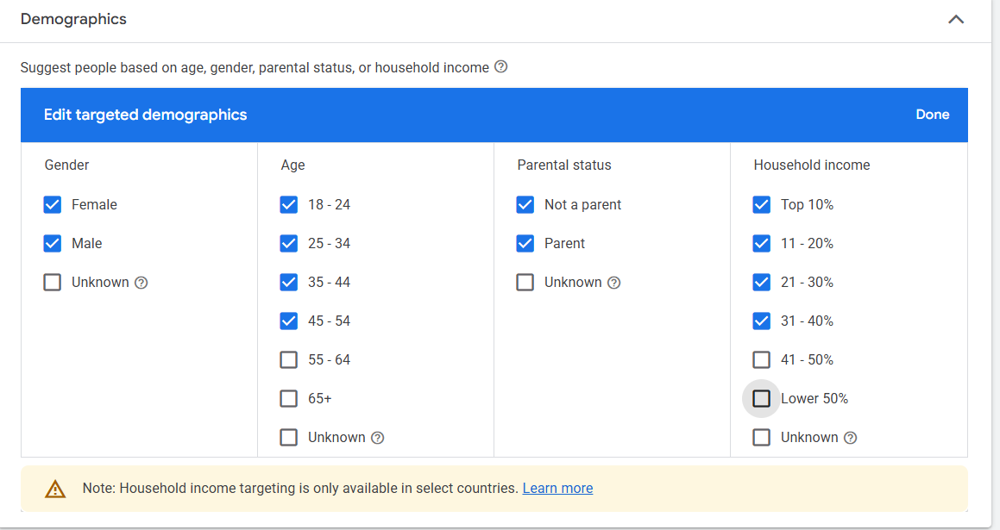 Demographics
Suggest people based on age, gender, parental status, or household income
Edit targeted demographics
Done
Gender
Female
Male
Unknown
Age
18 - 24
25 - 34
35 - 44
45 - 54
55 - 64
65+
Unknown
Parental status
Not a parent
Parent
Unknown
Household income
Top 10%
11 - 20%
21 - 30%
31 - 40%
41 - 50%
Lower 50%
Unknown
Note: Household income targeting is only available in select countries. Learn more